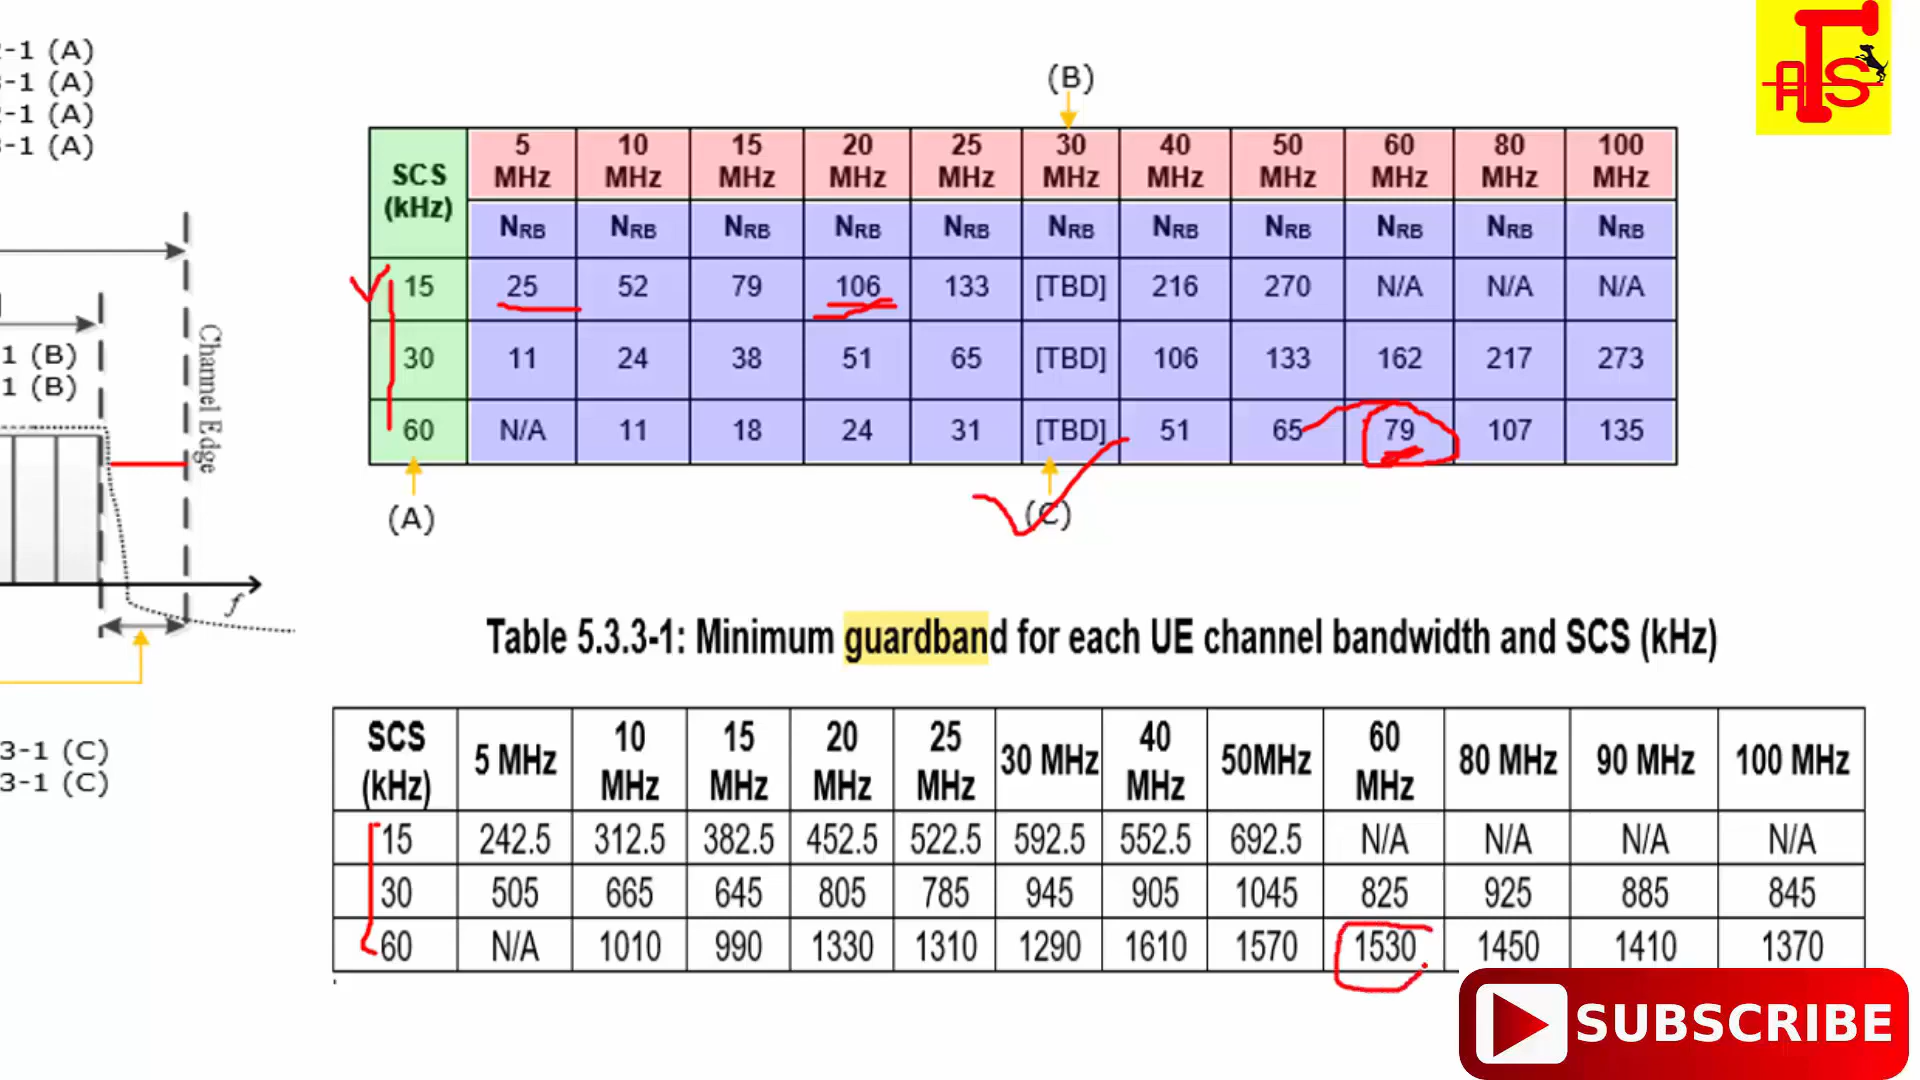 -1 (A)
-1 (A)
-1 (A)
-1 (A)
1 (B)
1 (B)
Channel Edge
f
3-1 (C)
3-1 (C)
(B)
SCS (kHz) 5 MHz 10 MHz 15 MHz 20 MHz 25 MHz 30 MHz 40 MHz 50 MHz 60 MHz 80 MHz 100 MHz
NRB NRB NRB NRB NRB NRB NRB NRB NRB NRB NRB
15 25 52 79 106 133 [TBD] 216 270 N/A N/A N/A
30 11 24 38 51 65 [TBD] 106 133 162 217 273
60 N/A 11 18 24 31 [TBD] 51 65 79 107 135
(A) (C)
Table 5.3.3-1: Minimum guardband for each UE channel bandwidth and SCS (kHz)
SCS (kHz) 5 MHz 10 MHz 15 MHz 20 MHz 25 MHz 30 MHz 40 MHz 50MHz 60 MHz 80 MHz 90 MHz 100 MHz
15 242.5 312.5 382.5 452.5 522.5 592.5 552.5 692.5 N/A N/A N/A N/A
30 505 665 645 805 785 945 905 1045 825 925 885 845
60 N/A 1010 990 1330 1310 1290 1610 1570 1530 1450 1410 1370
SUBSCRIBE